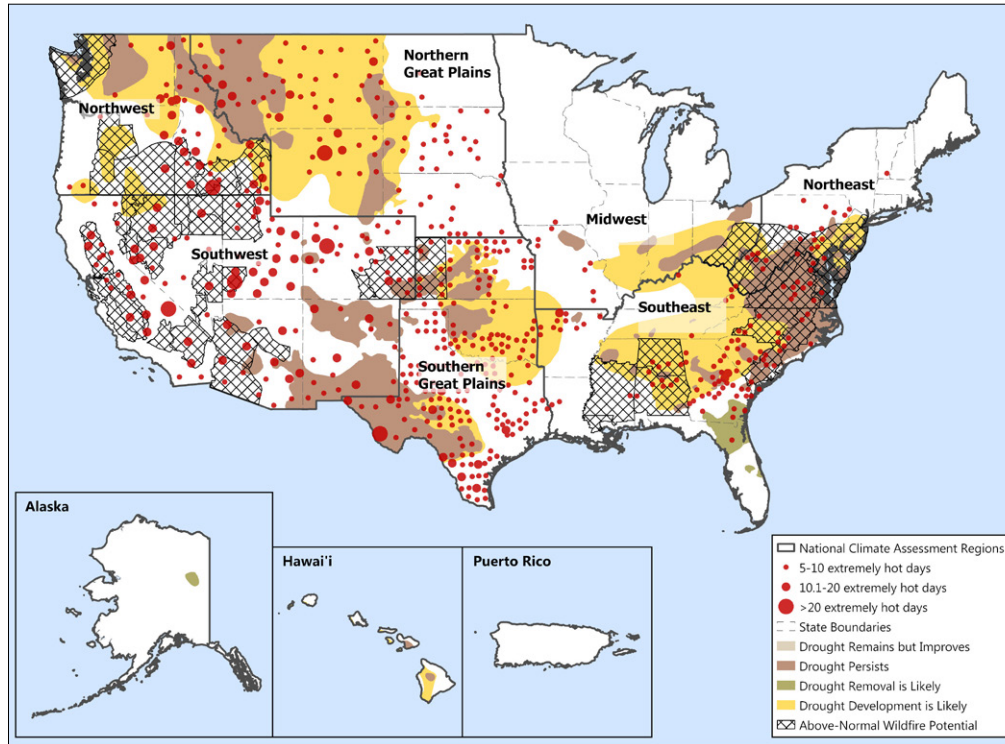 Northern
Great Plains
Northwest
Northeast
Midwest
Southwest
Southeast
Southern
Great Plains
Alaska
Hawai'i
Puerto Rico
National Climate Assessment Regions
5-10 extremely hot days
10.1-20 extremely hot days
>20 extremely hot days
State Boundaries
Drought Remains but Improves
Drought Persists
Drought Removal is Likely
Drought Development is Likely
Above-Normal Wildfire Potential